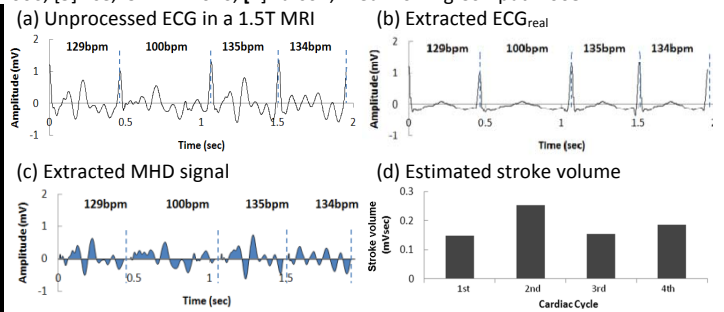 (a) Unprocessed ECG in a 1.5T MRI
Amplitude (mV)
2
1
0
-1
129bpm 100bpm 135bpm 134bpm
0 0.5 1 1.5 2
Time (sec)
(b) Extracted ECGreal
Amplitude (mV)
2
1
0
-1
129bpm 100bpm 135bpm 134bpm
0 0.5 1 1.5 2
Time (sec)
(c) Extracted MHD signal
Amplitude (mV)
2
1
0
-1
129bpm 100bpm 135bpm 134bpm
0 0.5 1 1.5 2
Time (sec)
(d) Estimated stroke volume
Stroke volume
(mVsec)
0.3
0.2
0.1
0
1st 2nd 3rd 4th
Cardiac Cycle